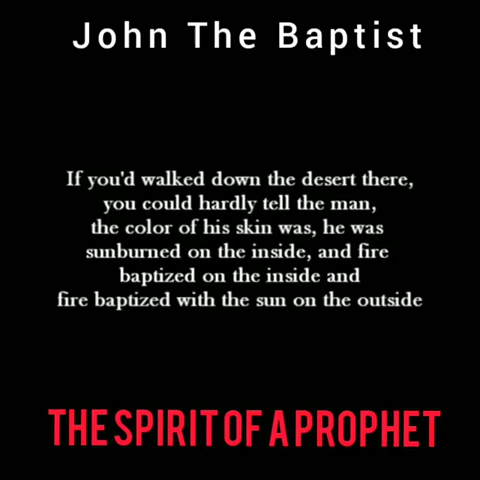 John The Baptist
If you'd walked down the desert there,
you could hardly tell the man,
the color of his skin was, he was
sunburned on the inside, and fire
baptized on the inside and
fire baptized with the sun on the outside
THE SPIRIT OF A PROPHET